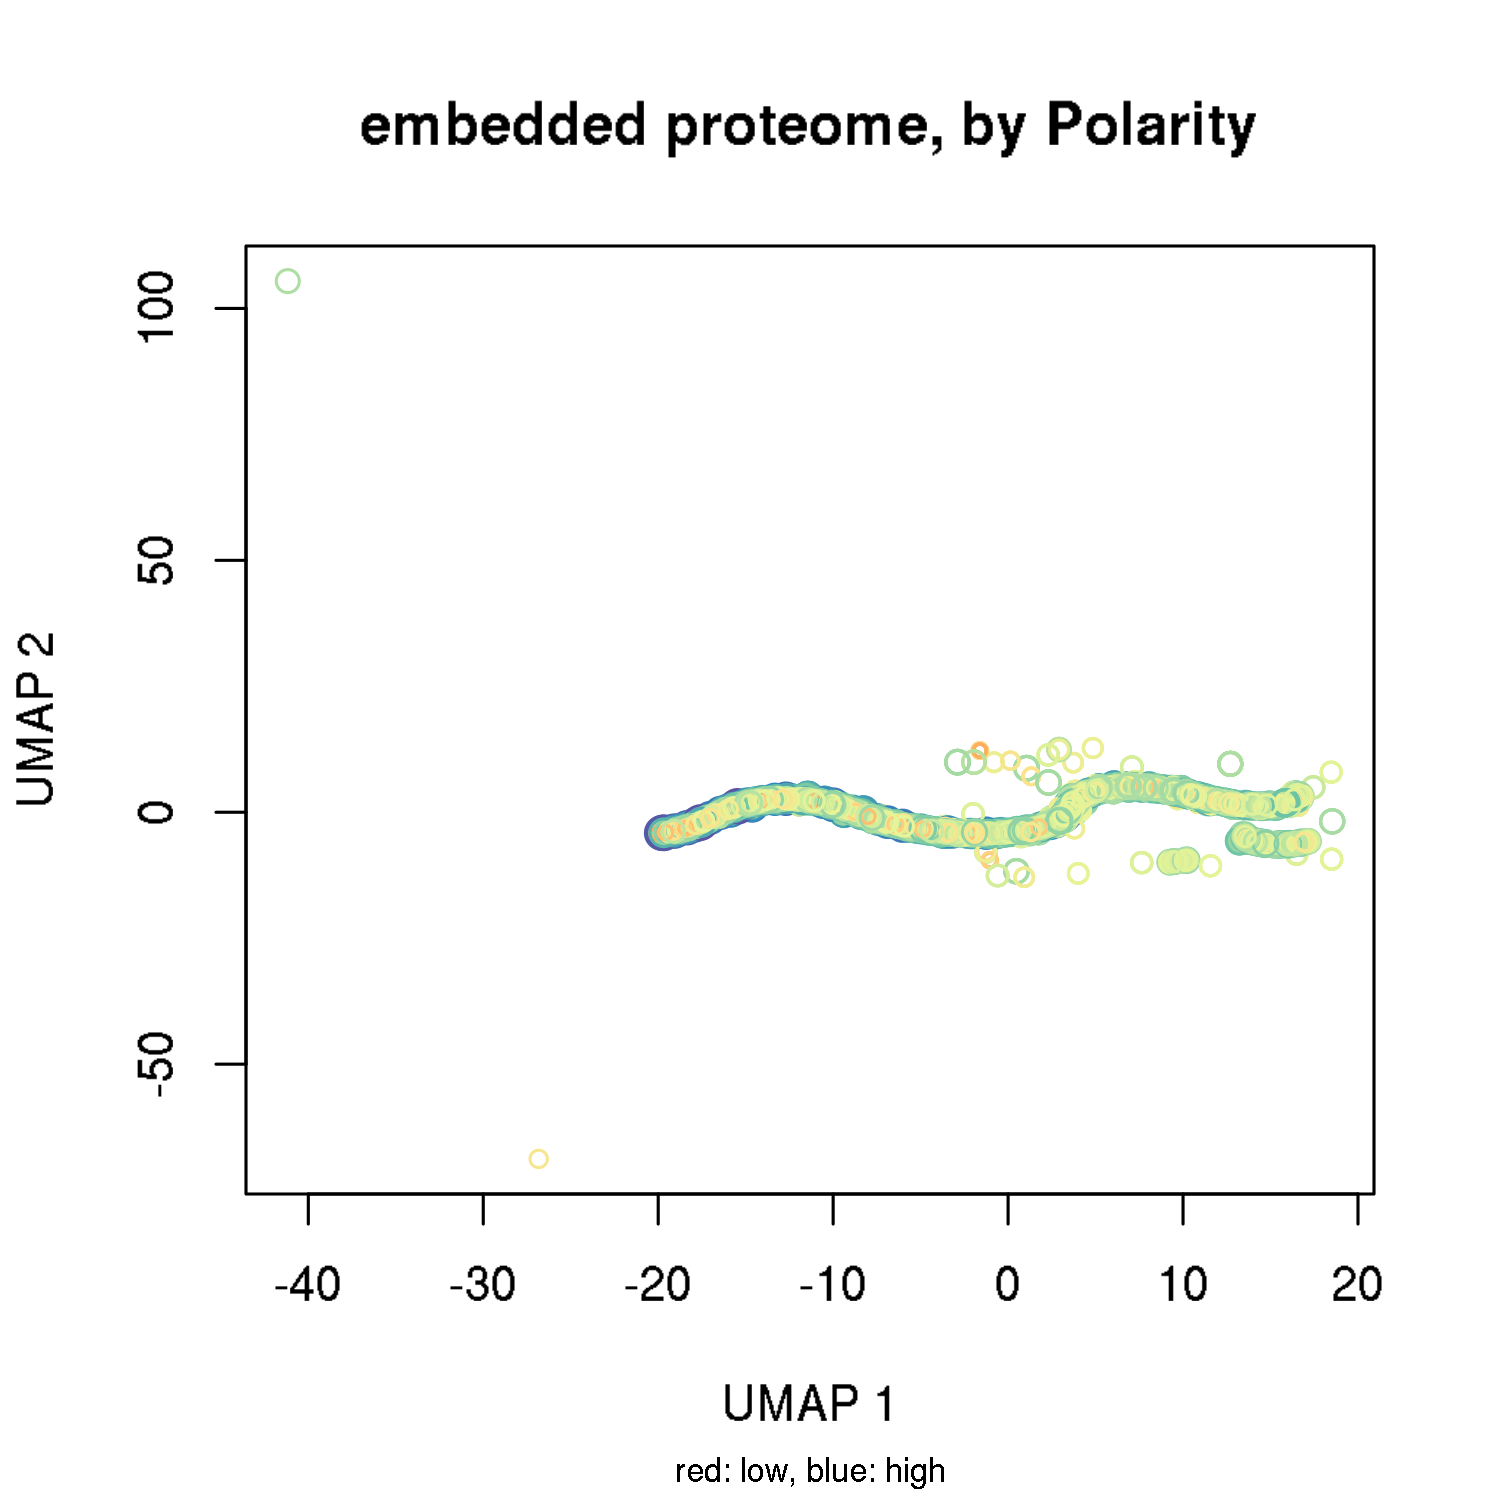 embedded proteome, by Polarity
100
50
0
-50
UMAP 2
-40 -30 -20 -10 0 10 20
UMAP 1
red: low, blue: high